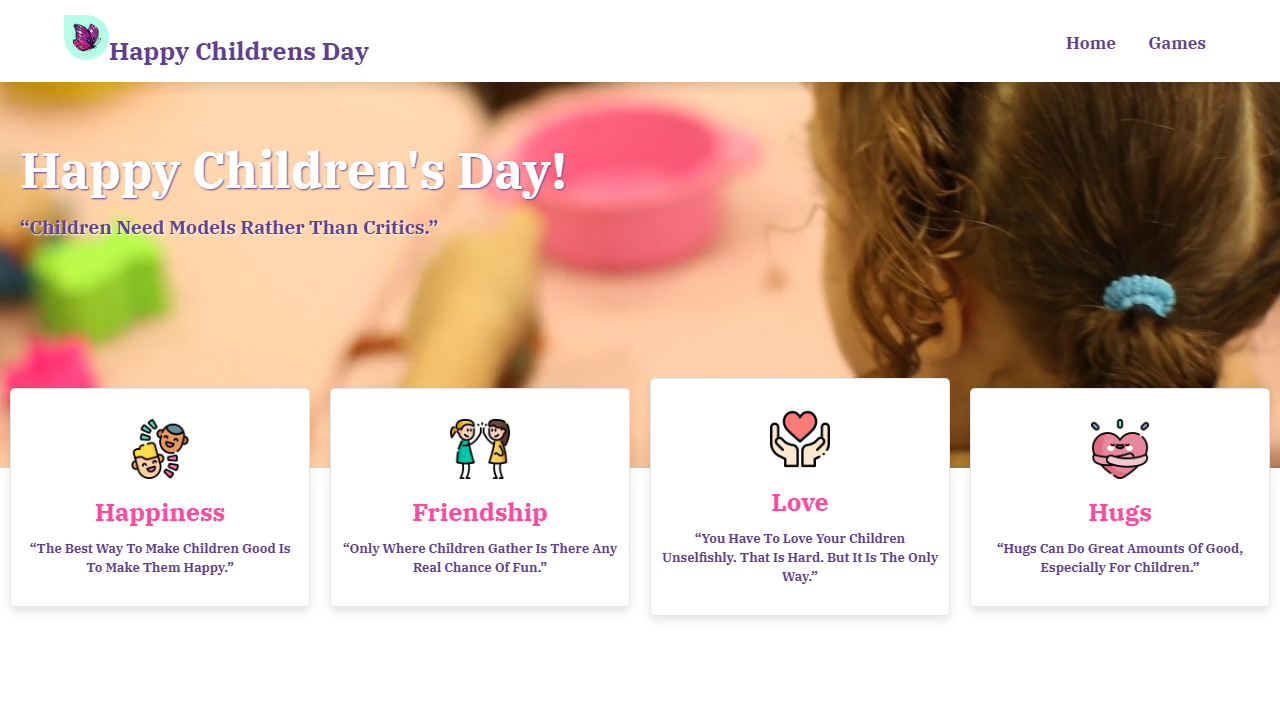 Happy Childrens Day
Home
Games
Happy Children's Day!
“Children Need Models Rather Than Critics.”
Happiness
“The Best Way To Make Children Good Is
To Make Them Happy.”
Friendship
“Only Where Children Gather Is There Any
Real Chance Of Fun.”
Love
“You Have To Love Your Children
Unselfishly. That Is Hard. But It Is The Only
Way.”
Hugs
“Hugs Can Do Great Amounts Of Good,
Especially For Children.”